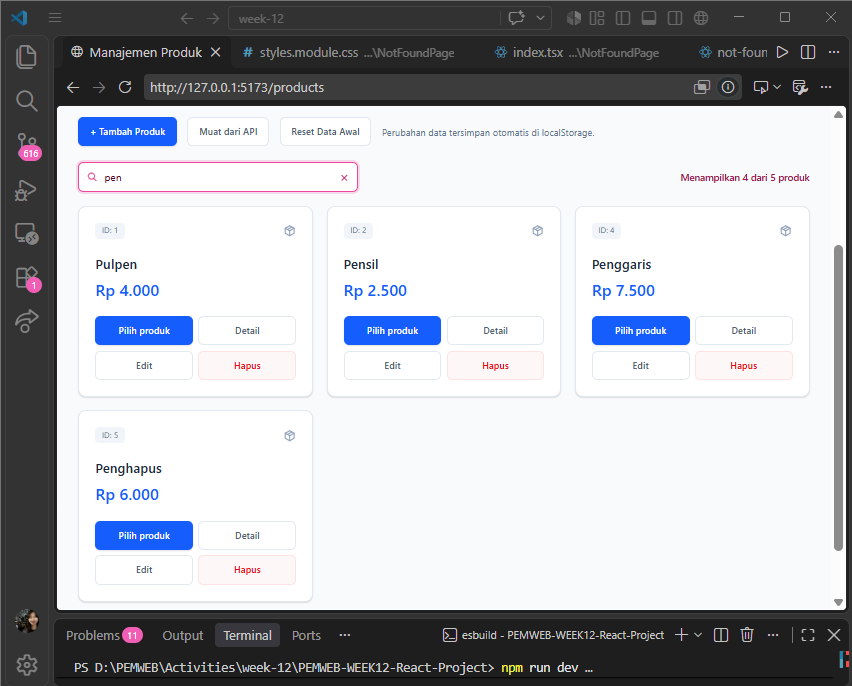 week-12
Manajemen Produk
# styles.module.css ...\NotFoundPage
index.tsx ...\NotFoundPage
not-foun
http://127.0.0.1:5173/products
+ Tambah Produk
Muat dari API
Reset Data Awal
Perubahan data tersimpan otomatis di localStorage.
pen
Menampilkan 4 dari 5 produk
616
1
ID: 1
Pulpen
Rp 4.000
Pilih produk
Detail
Edit
Hapus
ID: 2
Pensil
Rp 2.500
Pilih produk
Detail
Edit
Hapus
ID: 4
Penggaris
Rp 7.500
Pilih produk
Detail
Edit
Hapus
ID: 5
Penghapus
Rp 6.000
Pilih produk
Detail
Edit
Hapus
Problems 11
Output
Terminal
Ports
esbuild - PEMWEB-WEEK12-React-Project
PS D:\PEMWEB\Activities\week-12\PEMWEB-WEEK12-React-Project> npm run dev ...